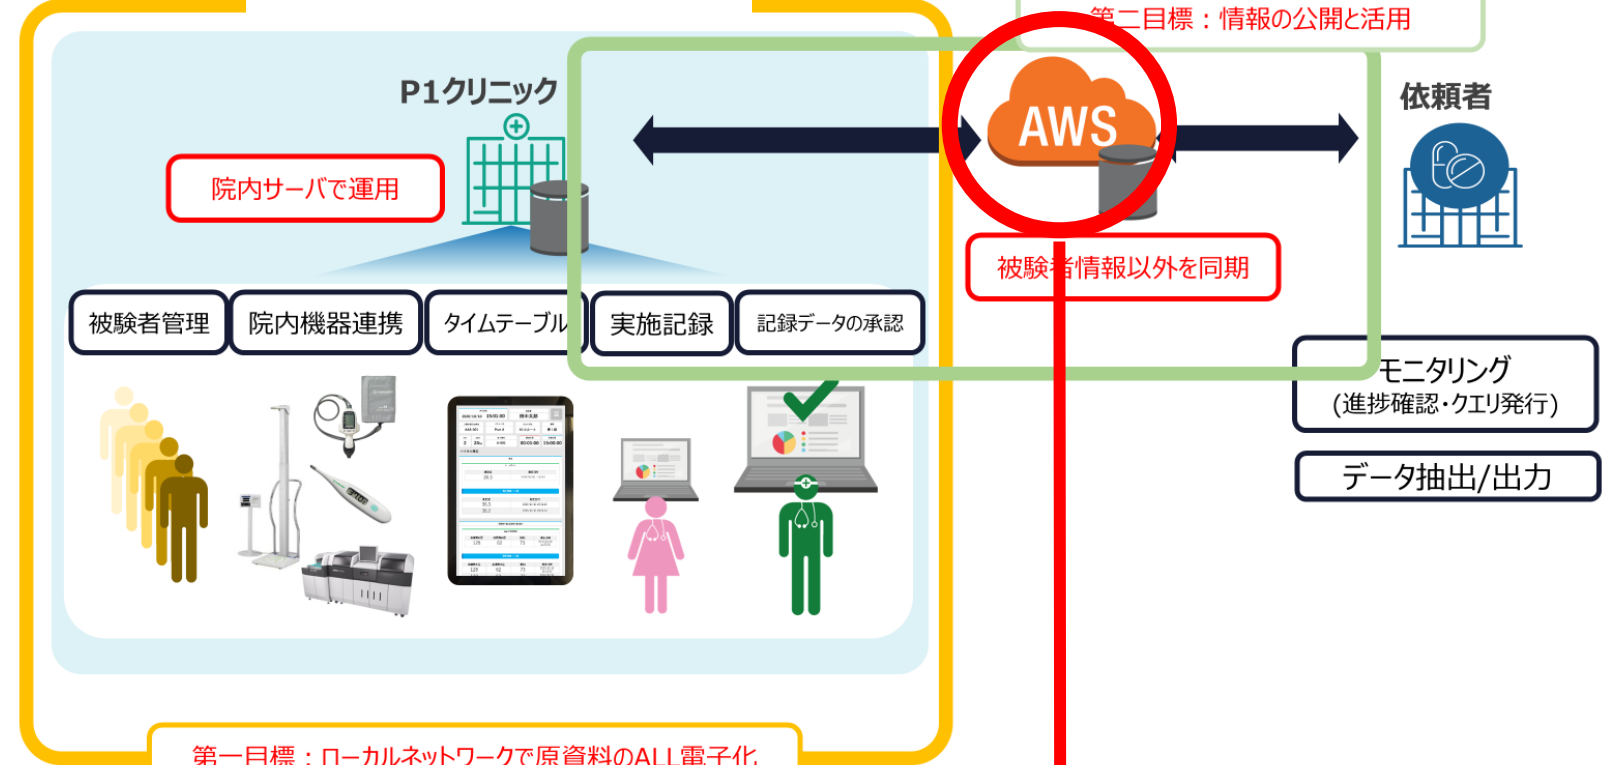 第二目標：情報の公開と活用
P1クリニック
依頼者
AWS
院内サーバで運用
被験者情報以外を同期
被験者管理
院内機器連携
タイムテーブル
実施記録
記録データの承認
モニタリング
(進捗確認・クエリ発行)
データ抽出/出力
第一目標：ローカルネットワークで原資料のALL電子化